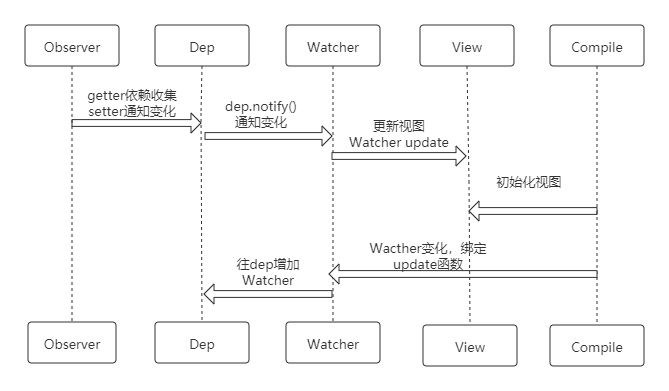 Observer
Dep
Watcher
View
Compile
getter依赖收集
setter通知变化
dep.notify()
通知变化
更新视图
Watcher update
初始化视图
Wacther变化，绑定
update函数
往dep增加
Watcher
Observer
Dep
Watcher
View
Compile